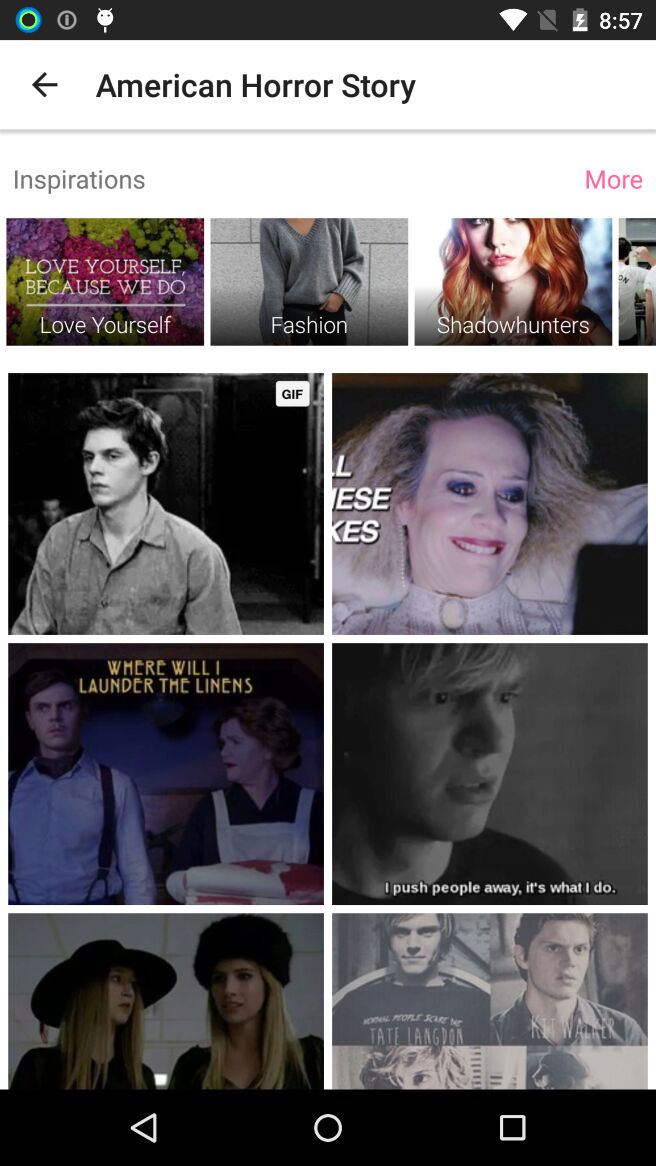 8:57
American Horror Story
Inspirations
More
LOVE YOURSELF,
BECAUSE WE DO
Love Yourself
Fashion
Shadowhunters
ON
GIF
LL
IESE
KES
WHERE WILL I
LAUNDER THE LINENS
I push people away, it's what I do.
NORMAL PEOPLE SCARE ME
TATE LANGDON
KIT WALKER